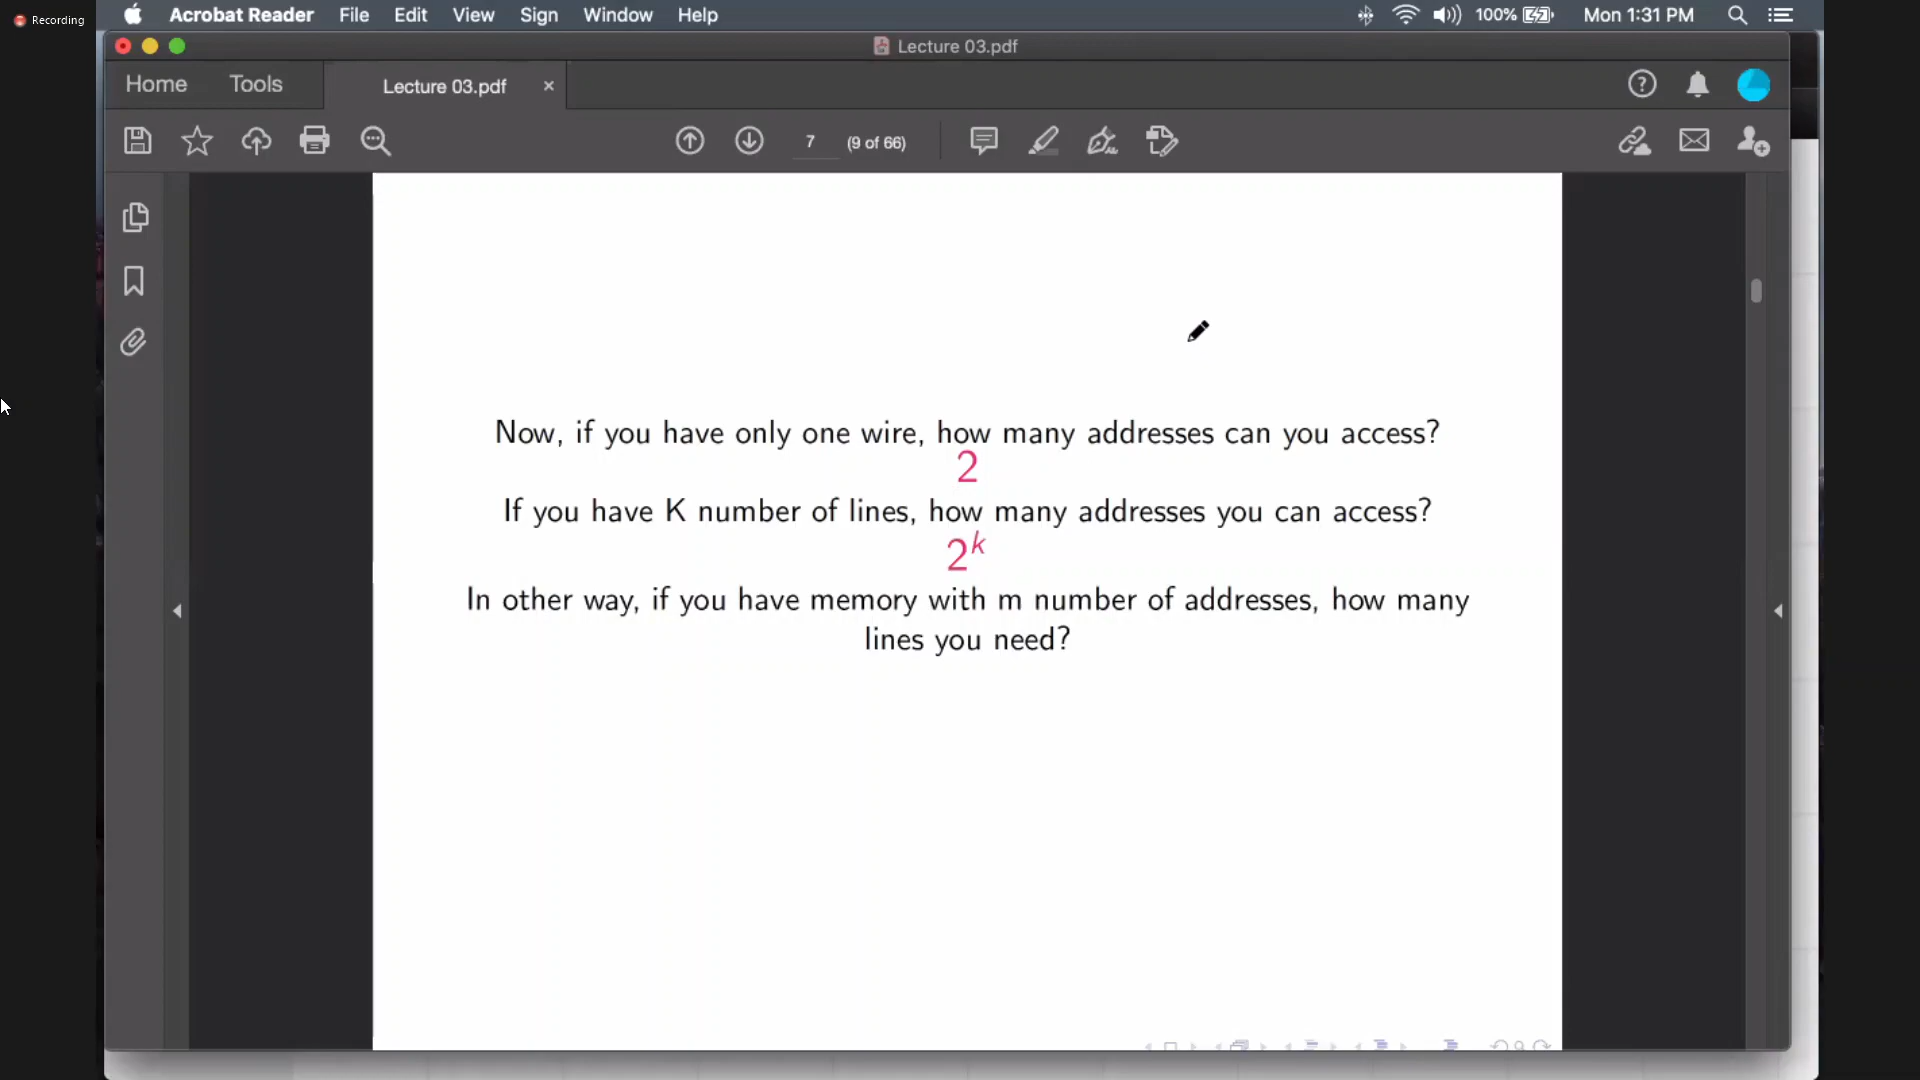 Recording
Acrobat Reader File Edit View Sign Window Help 100% Mon 1:31 PM
Lecture 03.pdf
Home Tools Lecture 03.pdf ×
7 (9 of 66)
Now, if you have only one wire, how many addresses can you access?
2
If you have K number of lines, how many addresses you can access?
2^k
In other way, if you have memory with m number of addresses, how many
lines you need?